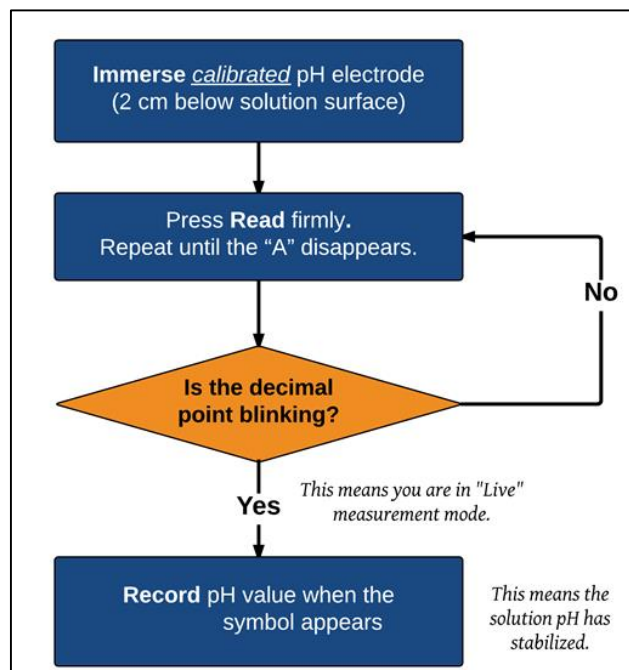 Immerse calibrated pH electrode
(2 cm below solution surface)
Press Read firmly.
Repeat until the “A” disappears.
No
Is the decimal
point blinking?
Yes
This means you are in "Live"
measurement mode.
Record pH value when the
symbol appears
This means the
solution pH has
stabilized.